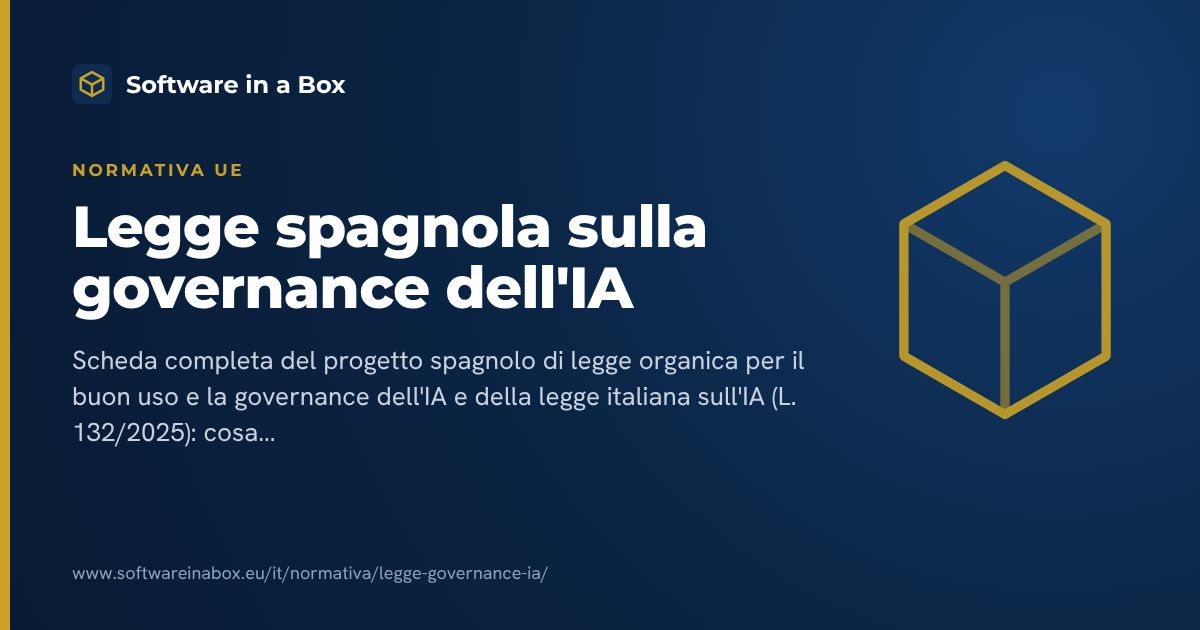 Software in a Box
NORMATIVA UE
Legge spagnola sulla
governance dell'IA
Scheda completa del progetto spagnolo di legge organica per il
buon uso e la governance dell'IA e della legge italiana sull'IA (L.
132/2025): cosa...
www.softwareinabox.eu/it/normativa/legge-governance-ia/